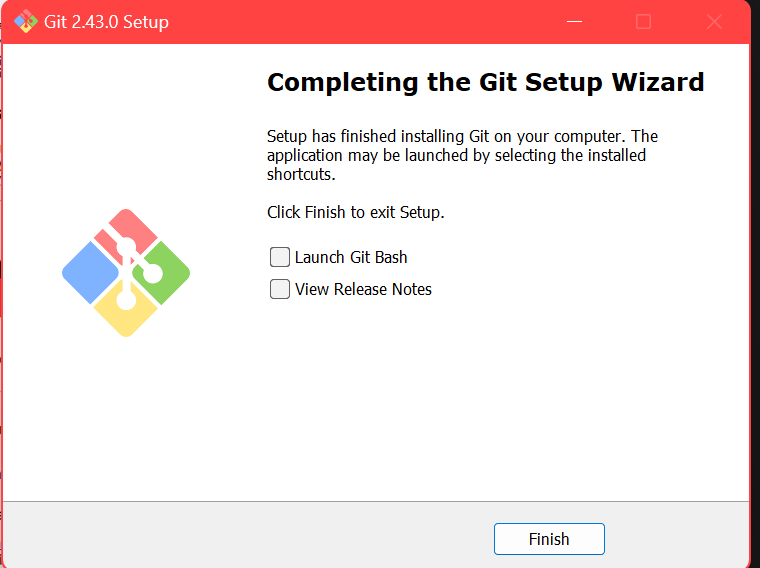 Git 2.43.0 Setup
Completing the Git Setup Wizard
Setup has finished installing Git on your computer. The
application may be launched by selecting the installed
shortcuts.
Click Finish to exit Setup.
Launch Git Bash
View Release Notes
Finish